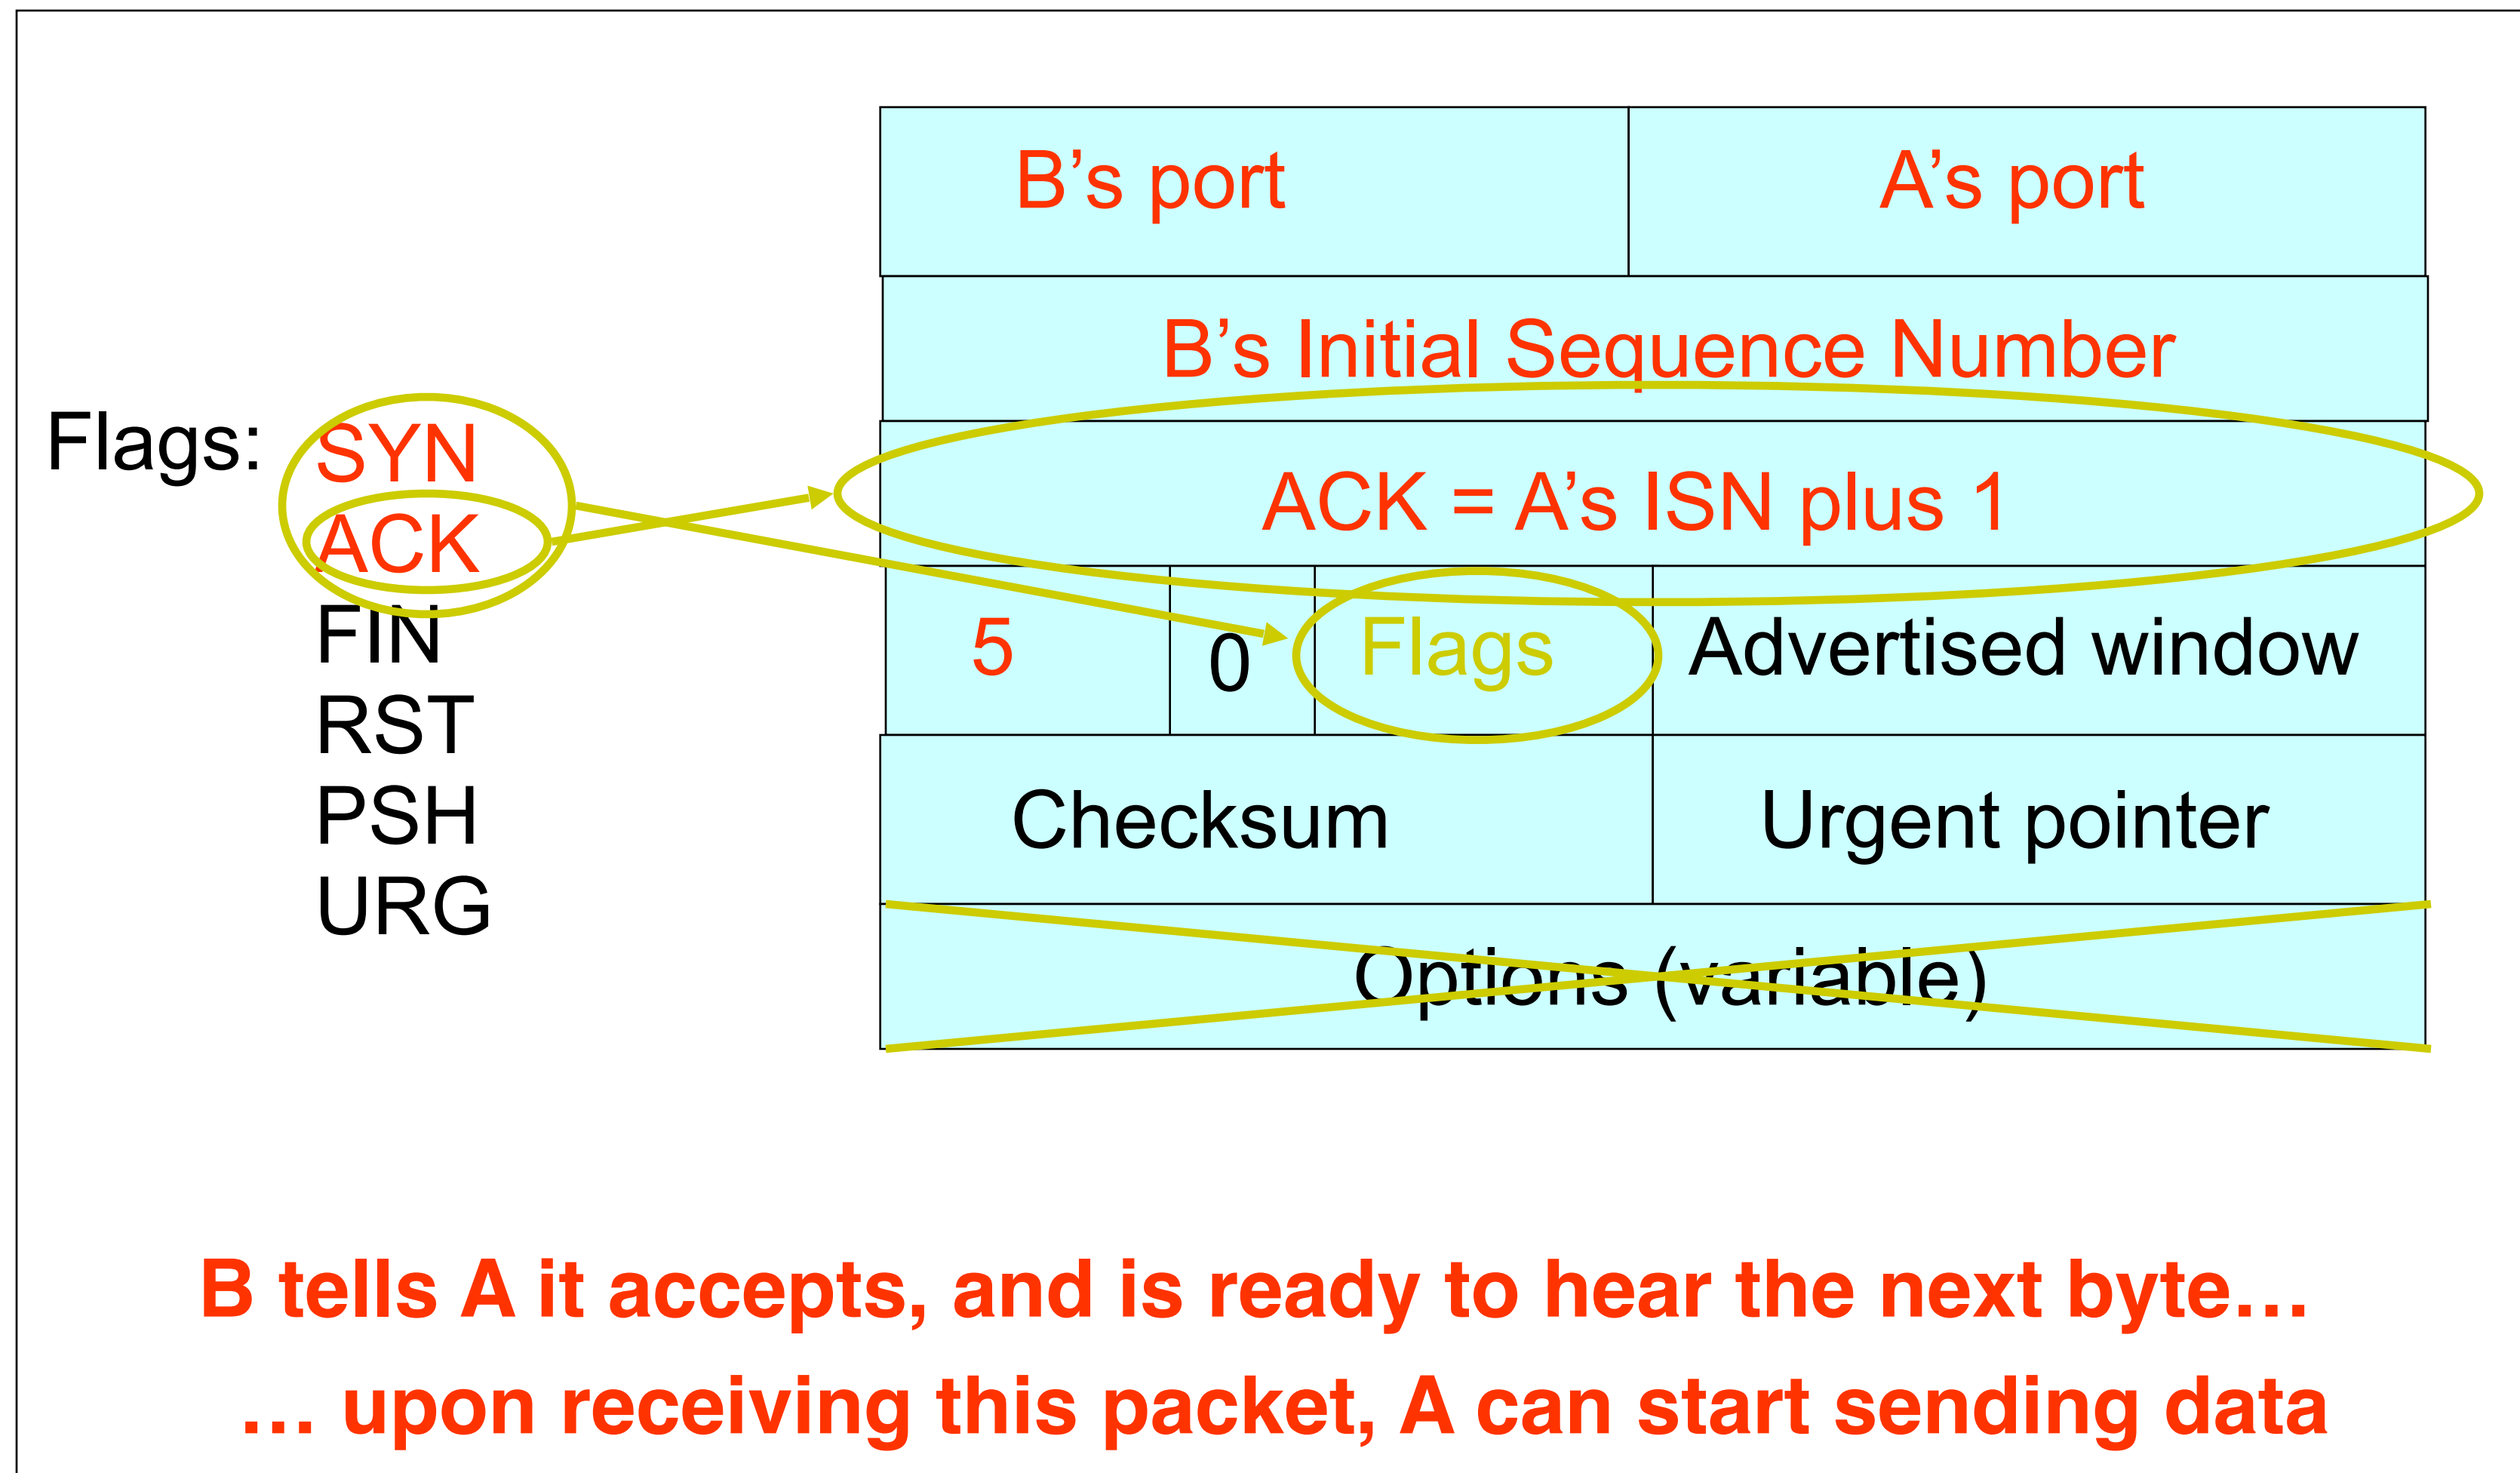 B’s port
A’s port
B’s Initial Sequence Number
Flags:
SYN
ACK
FIN
RST
PSH
URG
ACK = A’s ISN plus 1
5
0
Flags
Advertised window
Checksum
Urgent pointer
Options (variable)
B tells A it accepts, and is ready to hear the next byte…
… upon receiving this packet, A can start sending data